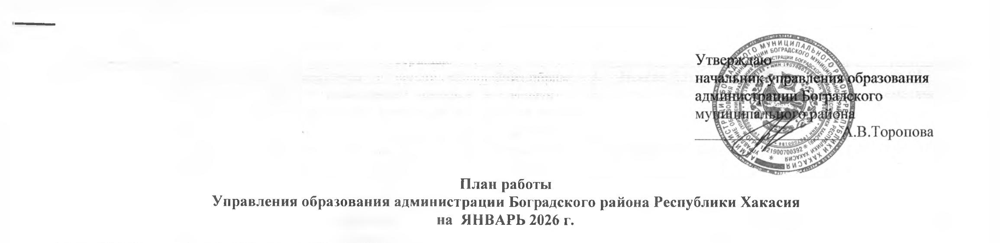 Утверждаю
начальник управления образования
администрации Боградского
муниципального района
А.В.Торопова
План работы
Управления образования администрации Боградского района Республики Хакасия
на ЯНВАРЬ 2026 г.